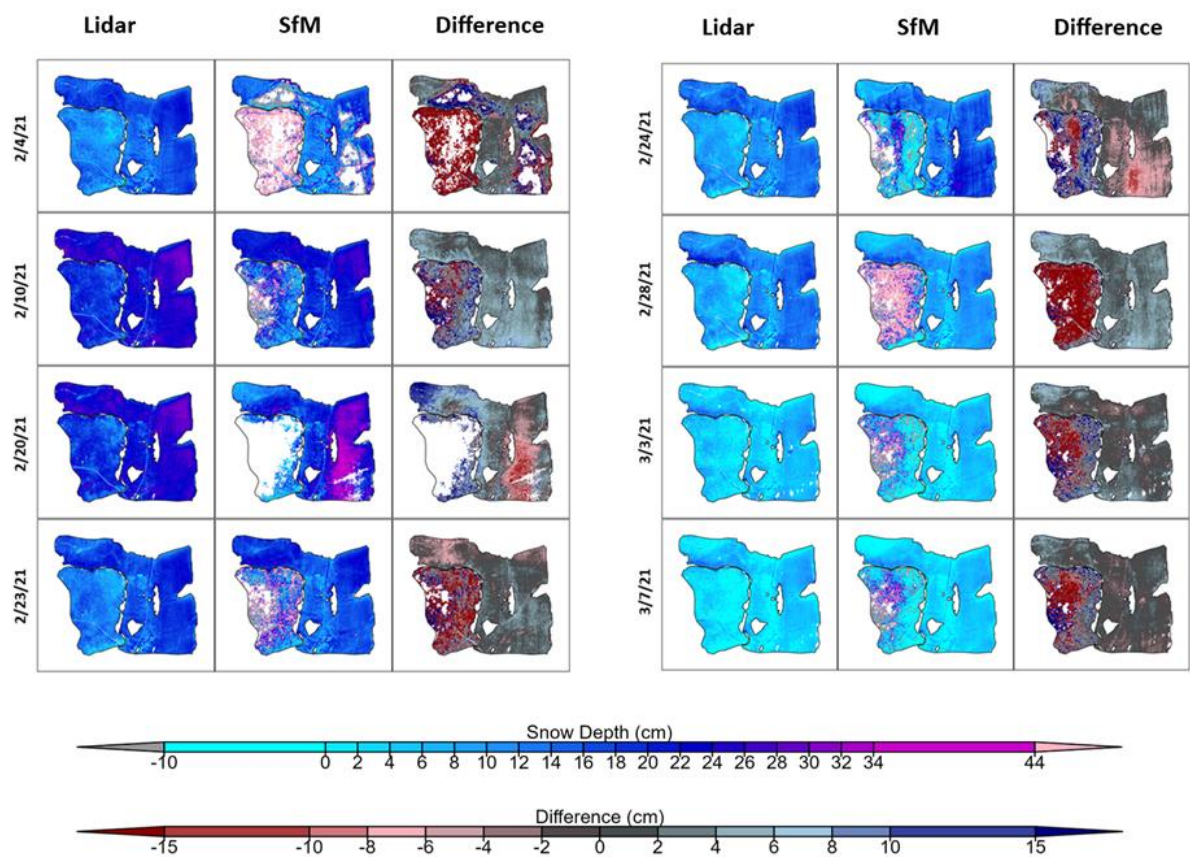 Lidar SfM Difference Lidar SfM Difference
2/4/21
2/10/21
2/20/21
2/23/21
2/24/21
2/28/21
3/3/21
3/7/21
Snow Depth (cm)
-10 0 2 4 6 8 10 12 14 16 18 20 22 24 26 28 30 32 34 44
Difference (cm)
-15 -10 -8 -6 -4 -2 0 2 4 6 8 10 15